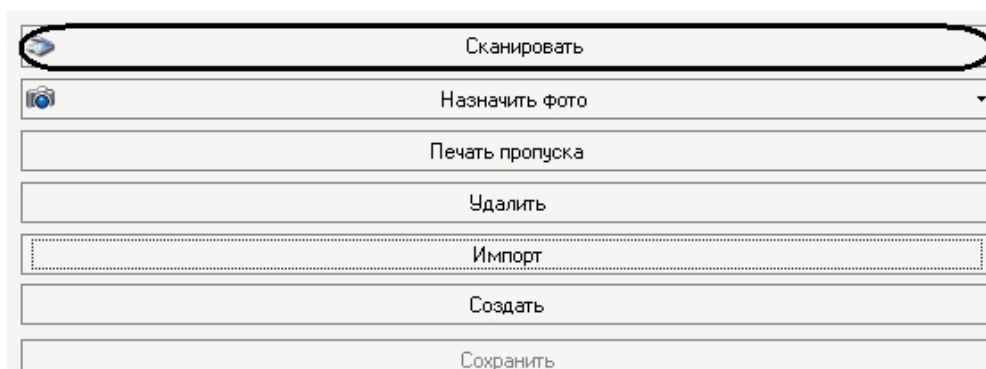 Сканировать
Назначить фото
Печать пропуска
Удалить
Импорт
Создать
Сохранить